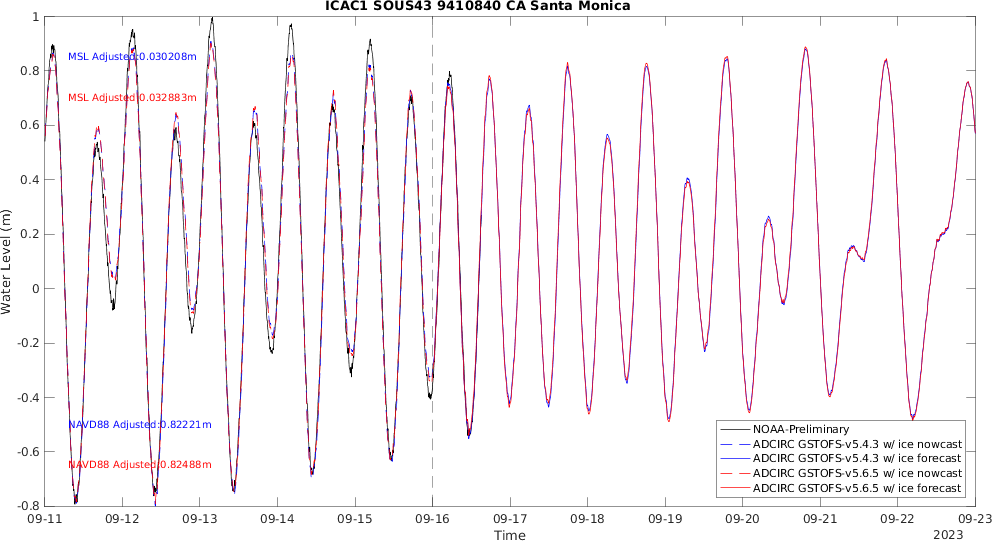 ICAC1 SOUS43 9410840 CA Santa Monica
1
0.8
0.6
0.4
0.2
0
-0.2
-0.4
-0.6
-0.8
Water Level (m)
MSL Adjusted:0.030208m
MSL Adjusted:0.032883m
NAVD88 Adjusted:0.82221m
NAVD88 Adjusted:0.82488m
NOAA-Preliminary
ADCIRC GSTOFS-v5.4.3 w/ ice nowcast
ADCIRC GSTOFS-v5.4.3 w/ ice forecast
ADCIRC GSTOFS-v5.6.5 w/ ice nowcast
ADCIRC GSTOFS-v5.6.5 w/ ice forecast
09-11 09-12 09-13 09-14 09-15 09-16 09-17 09-18 09-19 09-20 09-21 09-22 09-23
Time
2023